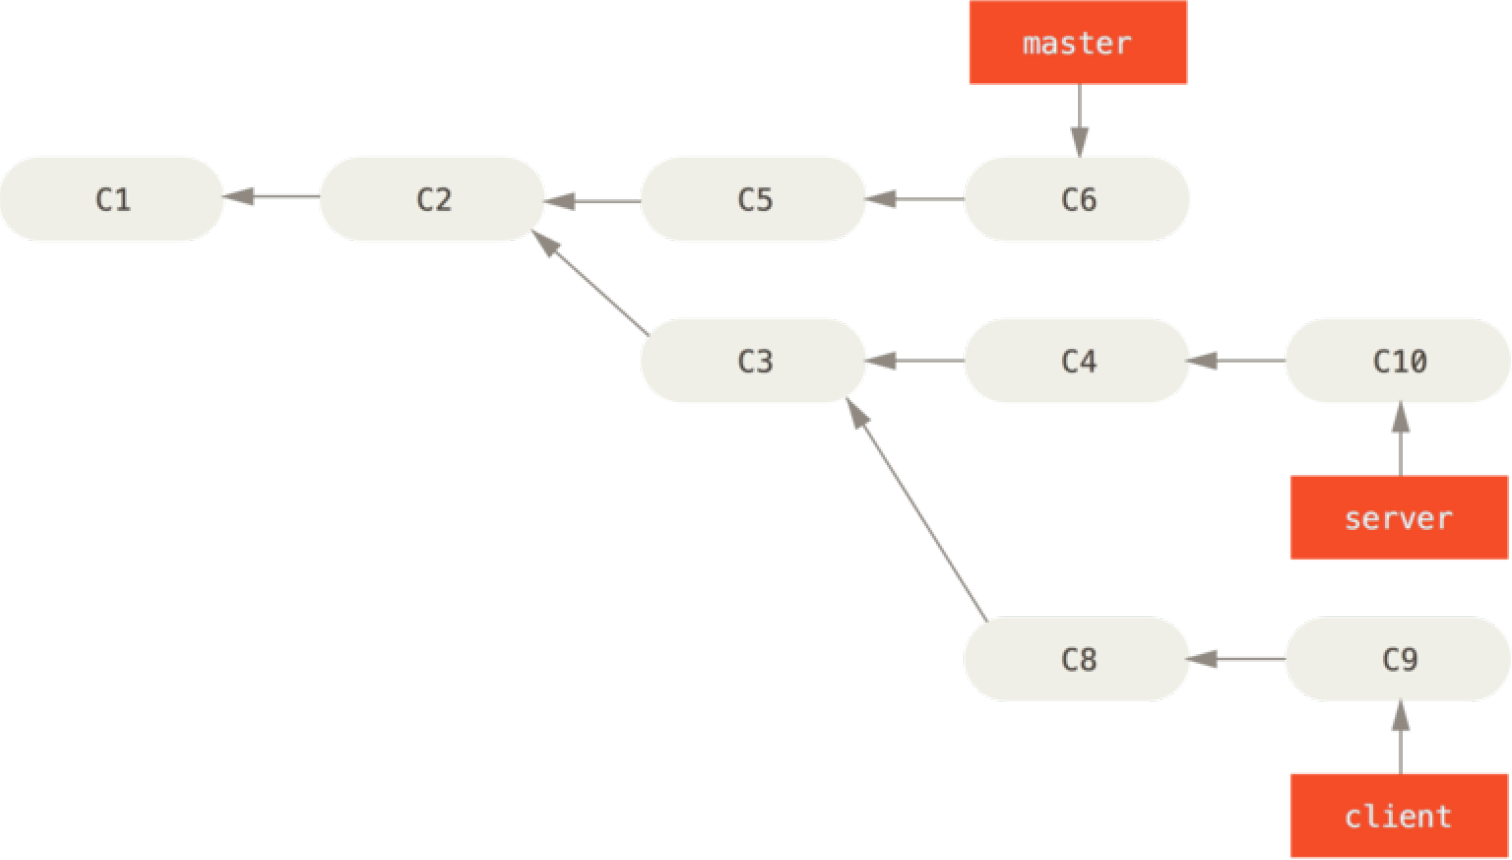 master
C1 C2 C5 C6
C3 C4 C10
server
C8 C9
client